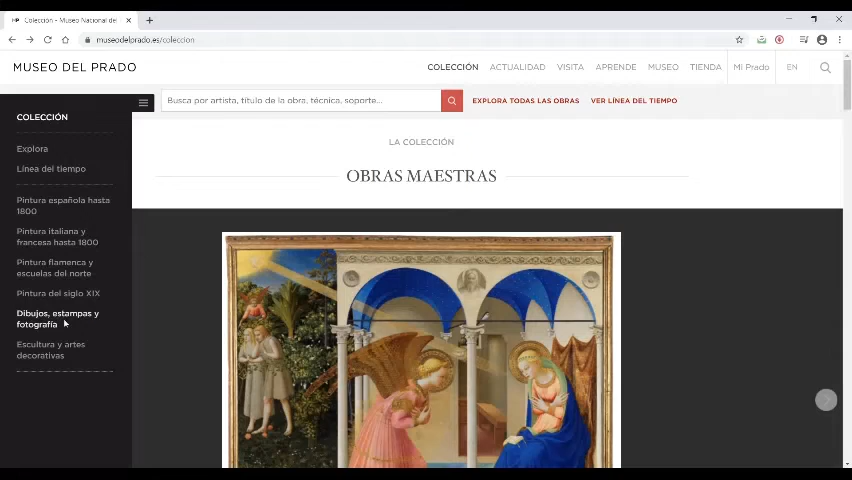 Colección - Museo Nacional del
museodelprado.es/coleccion
MUSEO DEL PRADO
COLECCIÓN ACTUALIDAD VISITA APRENDE MUSEO TIENDA Mi Prado EN
Busca por artista, título de la obra, técnica, soporte...
EXPLORA TODAS LAS OBRAS VER LÍNEA DEL TIEMPO
COLECCIÓN
Explora
Línea del tiempo
Pintura española hasta
1800
Pintura italiana y
francesa hasta 1800
Pintura flamenca y
escuelas del norte
Pintura del siglo XIX
Dibujos, estampas y
fotografía
Escultura y artes
decorativas
LA COLECCIÓN
OBRAS MAESTRAS